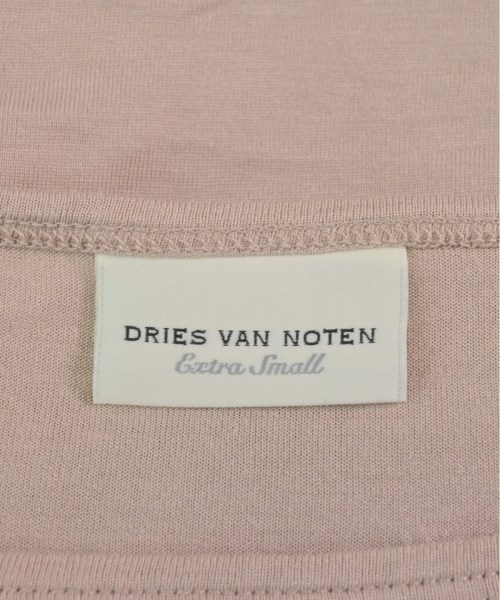 DRIES VAN NOTEN
Extra Small